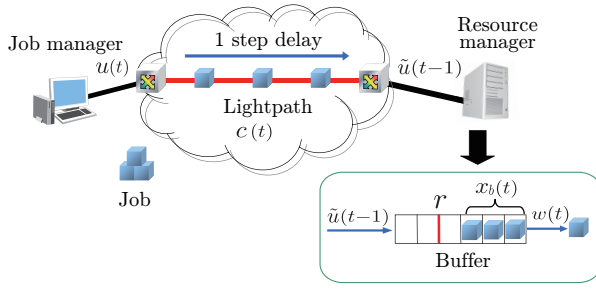 Job manager
u(t)
1 step delay
Lightpath
c (t)
ũ(t−1)
Resource
manager
Job
ũ(t−1)
r
x_b(t)
w(t)
Buffer